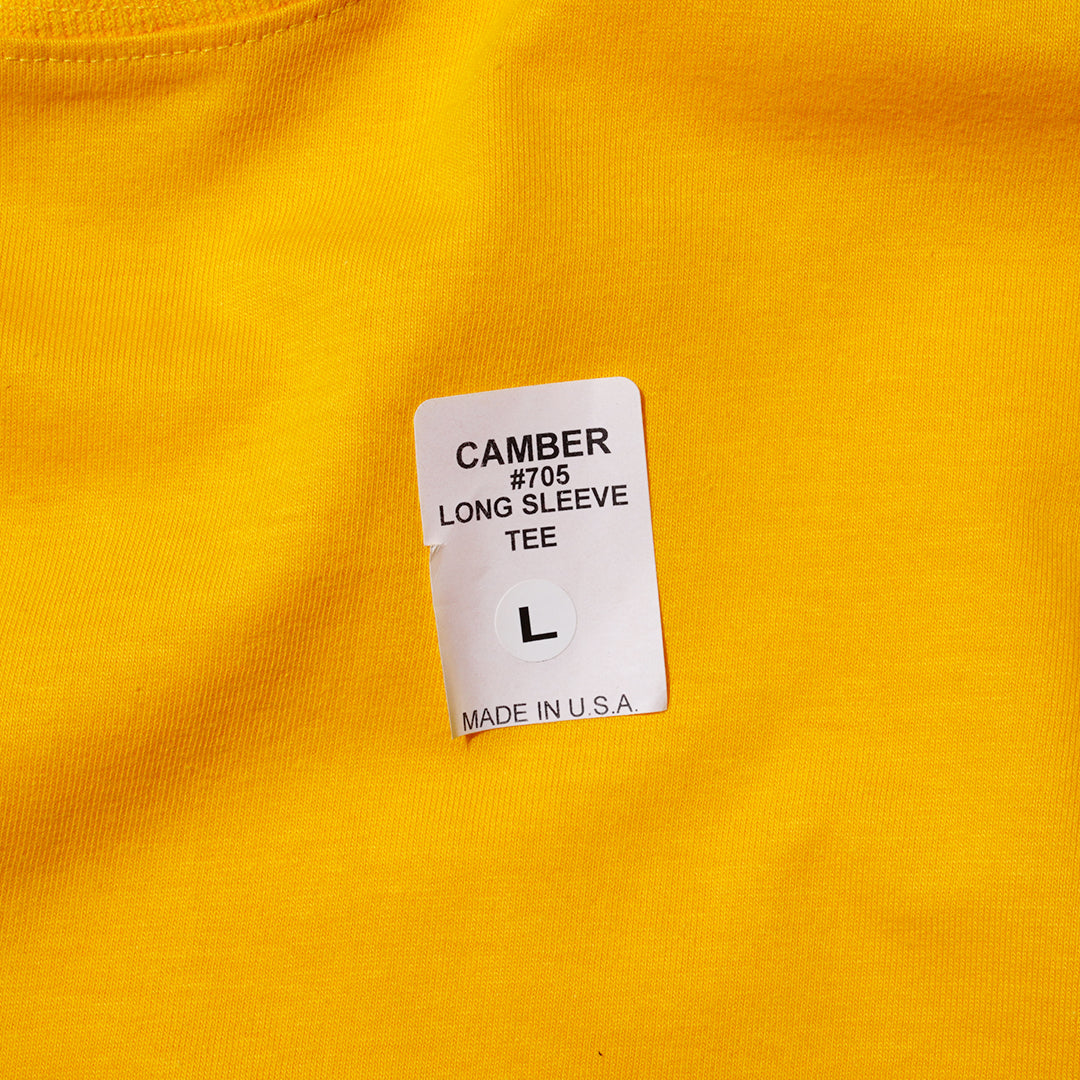 CAMBER
#705
LONG SLEEVE
TEE
L
MADE IN U.S.A.